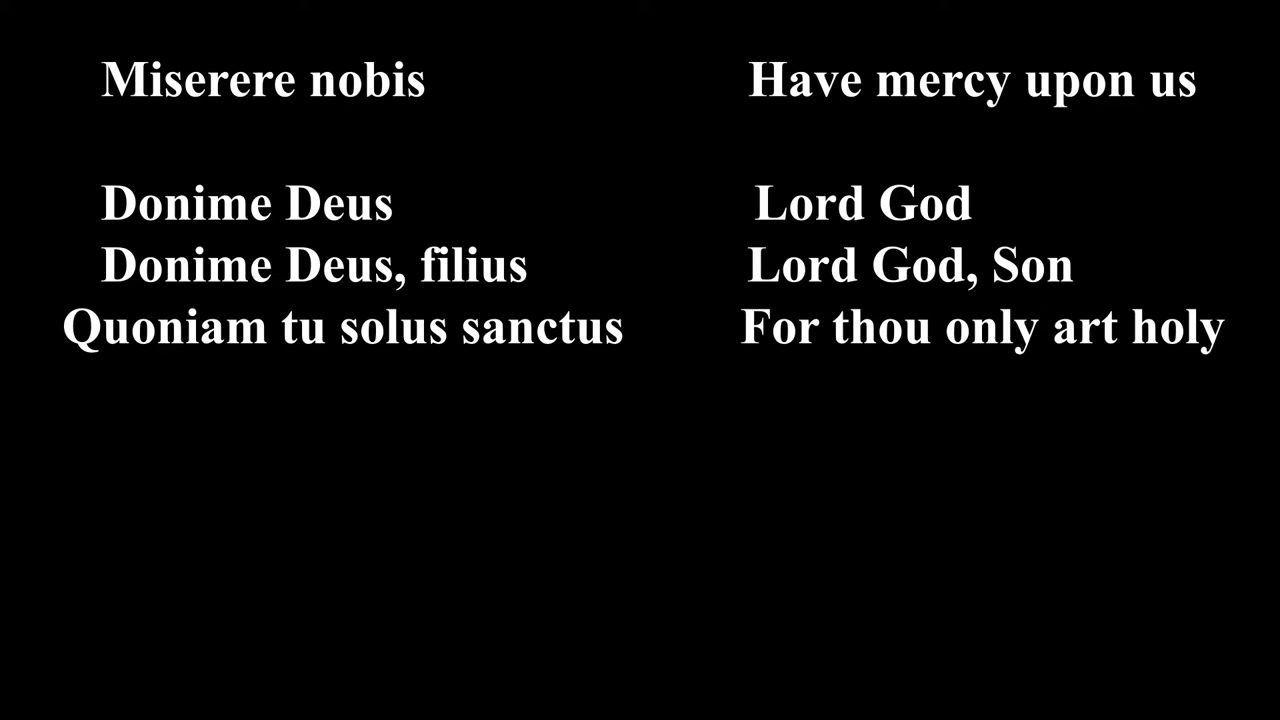 Miserere nobis Have mercy upon us
Donime Deus Lord God
Donime Deus, filius Lord God, Son
Quoniam tu solus sanctus For thou only art holy